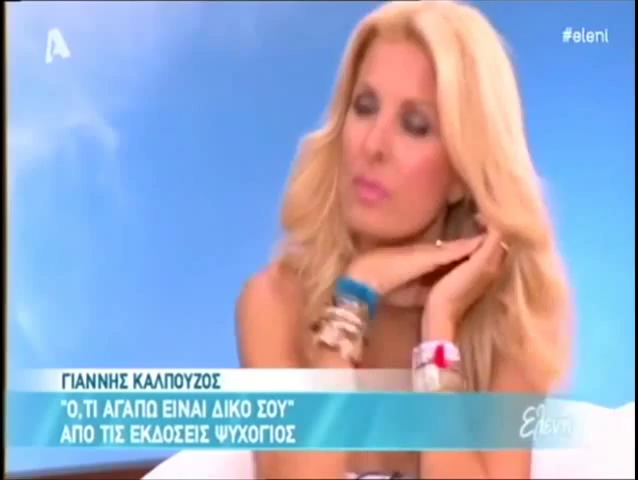 #eleni
ΓΙΑΝΝΗΣ ΚΑΛΠΟΥΖΟΣ
"Ο,ΤΙ ΑΓΑΠΩ ΕΙΝΑΙ ΔΙΚΟ ΣΟΥ"
ΑΠΟ ΤΙΣ ΕΚΔΟΣΕΙΣ ΨΥΧΟΓΙΟΣ
Ελένη